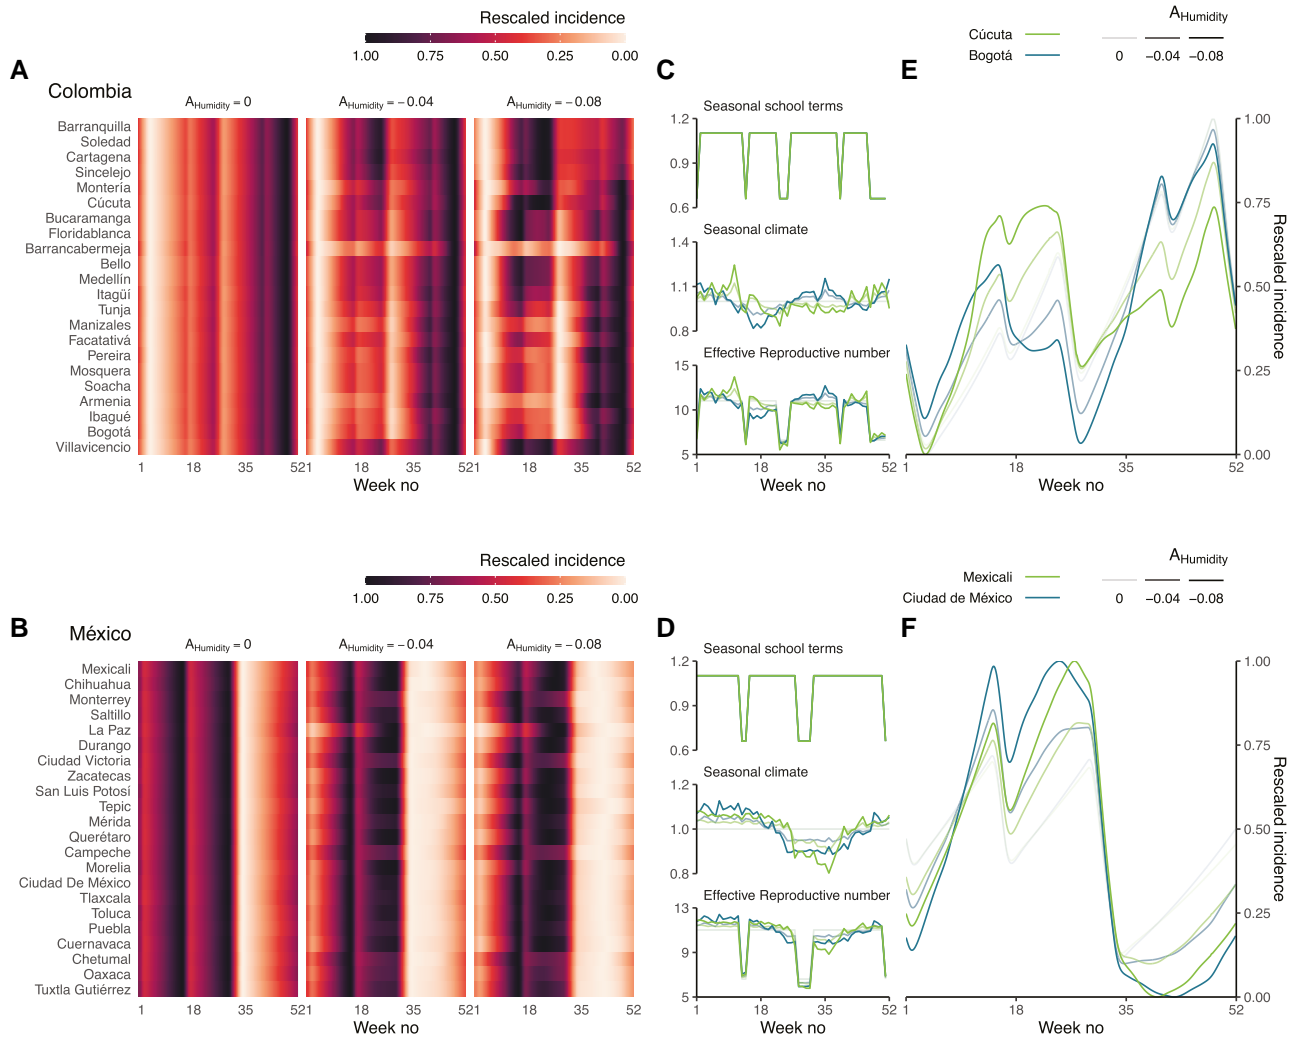 Rescaled incidence
1.00 0.75 0.50 0.25 0.00
A
Colombia
A Humidity = 0
A Humidity = −0.04
A Humidity = −0.08
Barranquilla
Soledad
Cartagena
Sincelejo
Montería
Cúcuta
Bucaramanga
Floridablanca
Barrancabermeja
Bello
Medellín
Itagüí
Tunja
Manizales
Facatativá
Pereira
Mosquera
Soacha
Armenia
Ibagué
Bogotá
Villavicencio
1 18 35 521 18 35 521 18 35 52
Week no
C
Seasonal school terms
1.2
0.9
0.6
Seasonal climate
1.4
1.1
0.8
Effective Reproductive number
15
10
5
1 18 35 52
Week no
E
Cúcuta
Bogotá
A Humidity
0 −0.04 −0.08
1.00
0.75
0.50
0.25
0.00
Rescaled incidence
1 18 35 52
Week no
Rescaled incidence
1.00 0.75 0.50 0.25 0.00
B
México
A Humidity = 0
A Humidity = −0.04
A Humidity = −0.08
Mexicali
Chihuahua
Monterrey
Saltillo
La Paz
Durango
Ciudad Victoria
Zacatecas
San Luis Potosí
Tepic
Mérida
Querétaro
Campeche
Morelia
Ciudad De México
Tlaxcala
Toluca
Puebla
Cuernavaca
Chetumal
Oaxaca
Tuxtla Gutiérrez
1 18 35 521 18 35 521 18 35 52
Week no
D
Seasonal school terms
1.2
0.9
0.6
Seasonal climate
1.2
1.0
0.8
Effective Reproductive number
13
9
5
1 18 35 52
Week no
F
Mexicali
Ciudad de México
A Humidity
0 −0.04 −0.08
1.00
0.75
0.50
0.25
0.00
Rescaled incidence
1 18 35 52
Week no